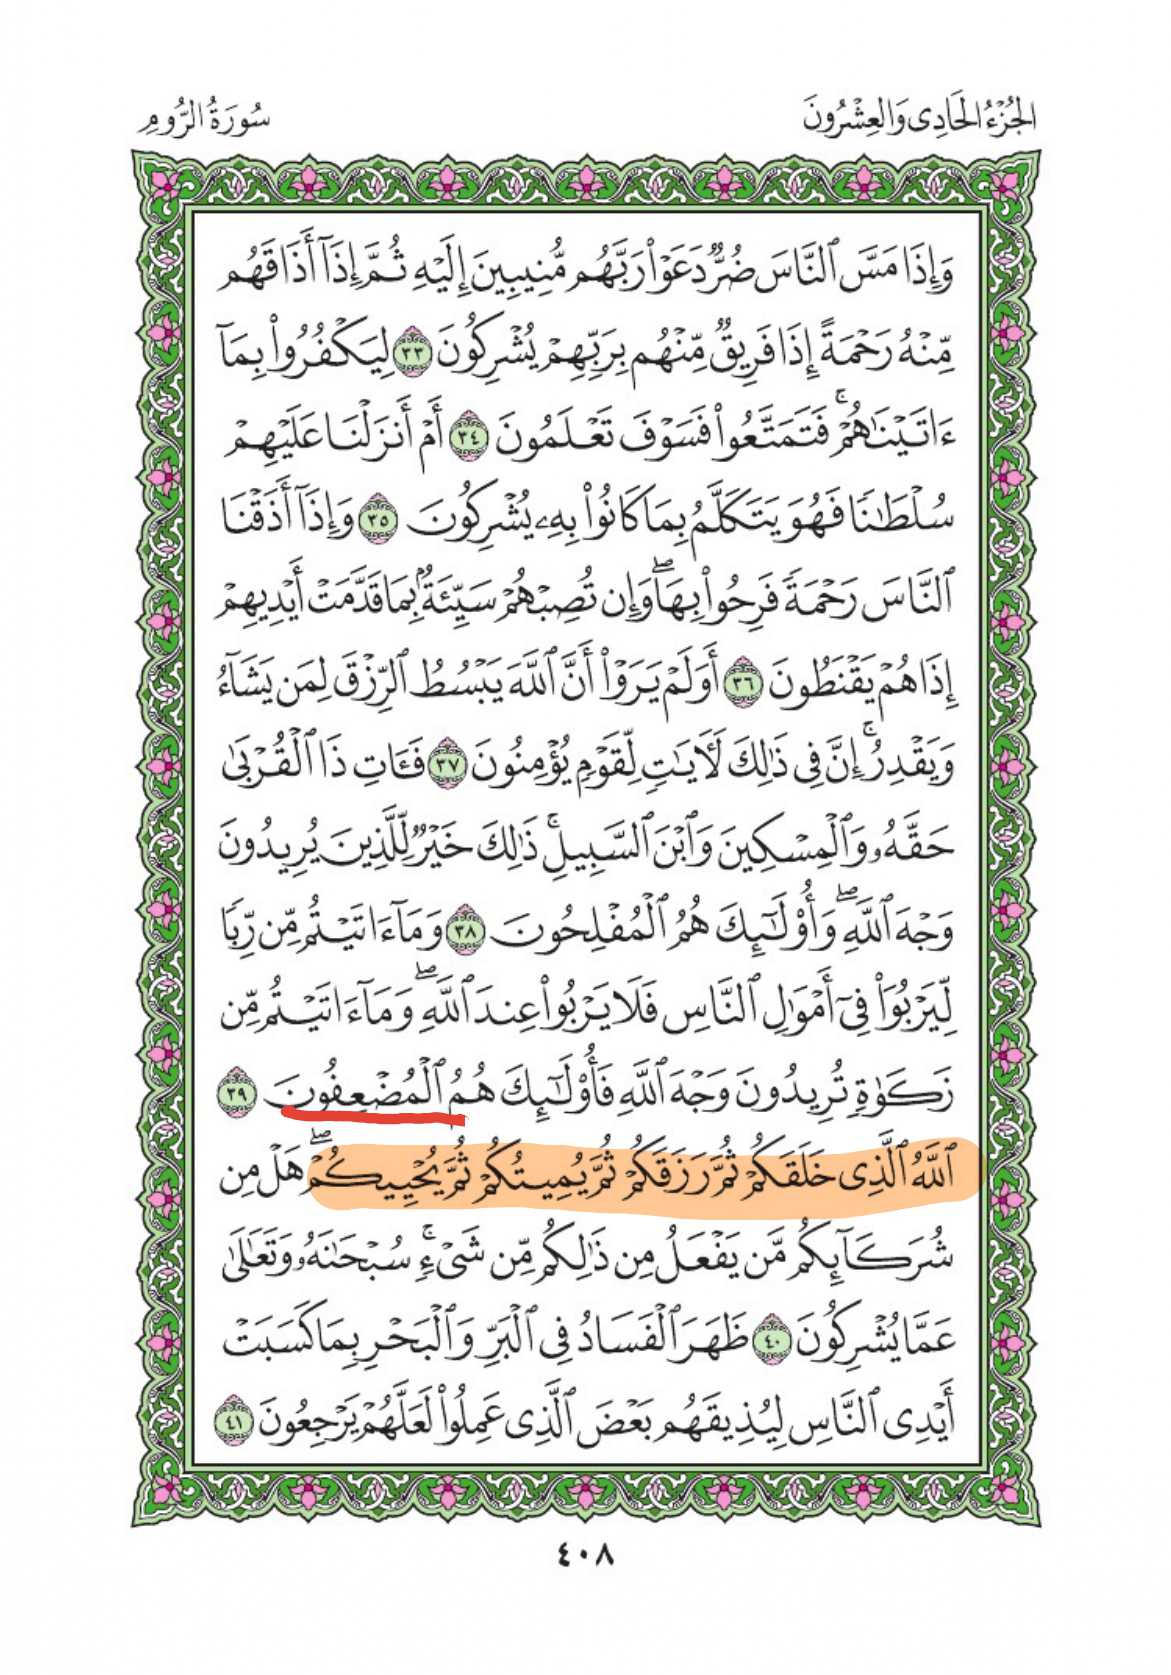 الجُزْءُ الحَادِى وَالعِشْرُونَ
سُورَةُ الرُّومِ
وَإِذَا مَسَّ ٱلنَّاسَ ضُرٌّ دَعَوْا۟ رَبَّهُم مُّنِيبِينَ إِلَيْهِ ثُمَّ إِذَآ أَذَاقَهُم
مِّنْهُ رَحْمَةً إِذَا فَرِيقٌ مِّنْهُم بِرَبِّهِمْ يُشْرِكُونَ ٣٣ لِيَكْفُرُوا۟ بِمَآ
ءَاتَيْنَٰهُمْ ۚ فَتَمَتَّعُوا۟ فَسَوْفَ تَعْلَمُونَ ٣٤ أَمْ أَنزَلْنَا عَلَيْهِمْ
سُلْطَٰنًا فَهُوَ يَتَكَلَّمُ بِمَا كَانُوا۟ بِهِۦ يُشْرِكُونَ ٣٥ وَإِذَآ أَذَقْنَا
ٱلنَّاسَ رَحْمَةً فَرِحُوا۟ بِهَا ۖ وَإِن تُصِبْهُمْ سَيِّئَةٌۢ بِمَا قَدَّمَتْ أَيْدِيهِمْ
إِذَا هُمْ يَقْنَطُونَ ٣٦ أَوَلَمْ يَرَوْا۟ أَنَّ ٱللَّهَ يَبْسُطُ ٱلرِّزْقَ لِمَن يَشَآءُ
وَيَقْدِرُ ۚ إِنَّ فِى ذَٰلِكَ لَءَايَٰتٍ لِّقَوْمٍ يُؤْمِنُونَ ٣٧ فَـَٔاتِ ذَا ٱلْقُرْبَىٰ
حَقَّهُۥ وَٱلْمِسْكِينَ وَٱبْنَ ٱلسَّبِيلِ ۚ ذَٰلِكَ خَيْرٌ لِّلَّذِينَ يُرِيدُونَ
وَجْهَ ٱللَّهِ ۖ وَأُو۟لَٰٓئِكَ هُمُ ٱلْمُفْلِحُونَ ٣٨ وَمَآ ءَاتَيْتُم مِّن رِّبًا
لِّيَرْبُوَا۟ فِىٓ أَمْوَٰلِ ٱلنَّاسِ فَلَا يَرْبُوا۟ عِندَ ٱللَّهِ ۖ وَمَآ ءَاتَيْتُم مِّن
زَكَوٰةٍ تُرِيدُونَ وَجْهَ ٱللَّهِ فَأُو۟لَٰٓئِكَ هُمُ ٱلْمُضْعِفُونَ ٣٩
ٱللَّهُ ٱلَّذِى خَلَقَكُمْ ثُمَّ رَزَقَكُمْ ثُمَّ يُمِيتُكُمْ ثُمَّ يُحْيِيكُمْ ۖ هَلْ مِن
شُرَكَآئِكُم مَّن يَفْعَلُ مِن ذَٰلِكُم مِّن شَىْءٍ ۚ سُبْحَٰنَهُۥ وَتَعَٰلَىٰ
عَمَّا يُشْرِكُونَ ٤٠ ظَهَرَ ٱلْفَسَادُ فِى ٱلْبَرِّ وَٱلْبَحْرِ بِمَا كَسَبَتْ
أَيْدِى ٱلنَّاسِ لِيُذِيقَهُم بَعْضَ ٱلَّذِى عَمِلُوا۟ لَعَلَّهُمْ يَرْجِعُونَ ٤١
٤٠٨